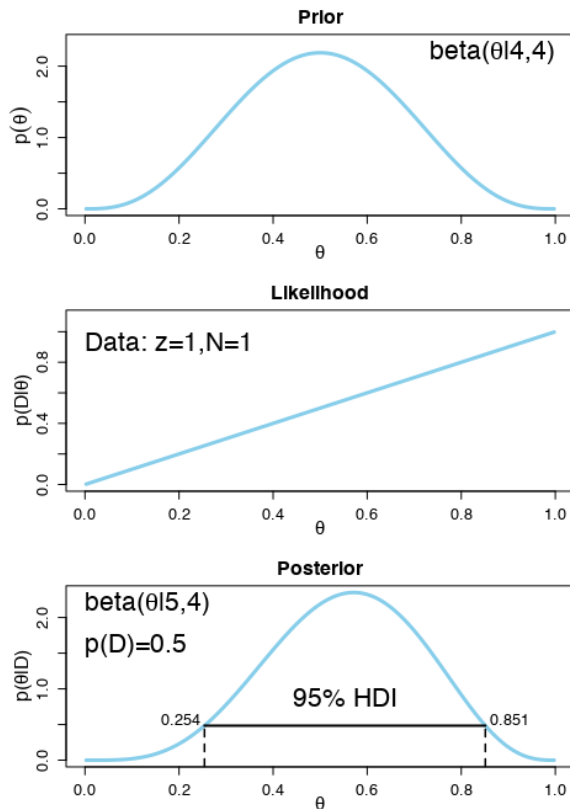 Prior
beta(θ|4,4)
p(θ)
0.0
1.0
2.0
0.0 0.2 0.4 0.6 0.8 1.0
θ
Likelihood
Data: z=1,N=1
p(D|θ)
0.0
0.4
0.8
0.0 0.2 0.4 0.6 0.8 1.0
θ
Posterior
beta(θ|5,4)
p(D)=0.5
p(θ|D)
0.0
1.0
2.0
95% HDI
0.254 0.851
0.0 0.2 0.4 0.6 0.8 1.0
θ